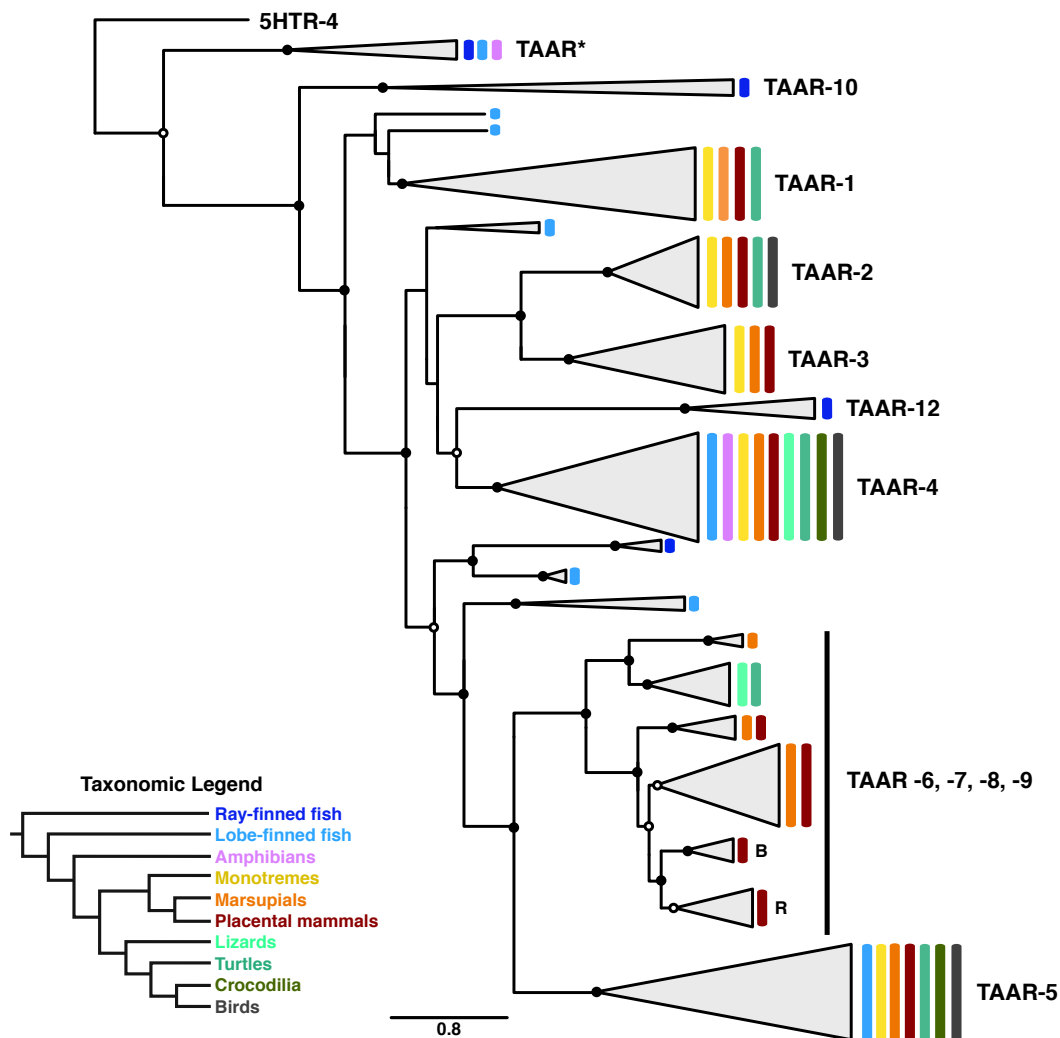 5HTR-4
TAAR*
TAAR-10
TAAR-1
TAAR-2
TAAR-3
TAAR-12
TAAR-4
TAAR -6, -7, -8, -9
B
R
TAAR-5
Taxonomic Legend
Ray-finned fish
Lobe-finned fish
Amphibians
Monotremes
Marsupials
Placental mammals
Lizards
Turtles
Crocodilia
Birds
0.8